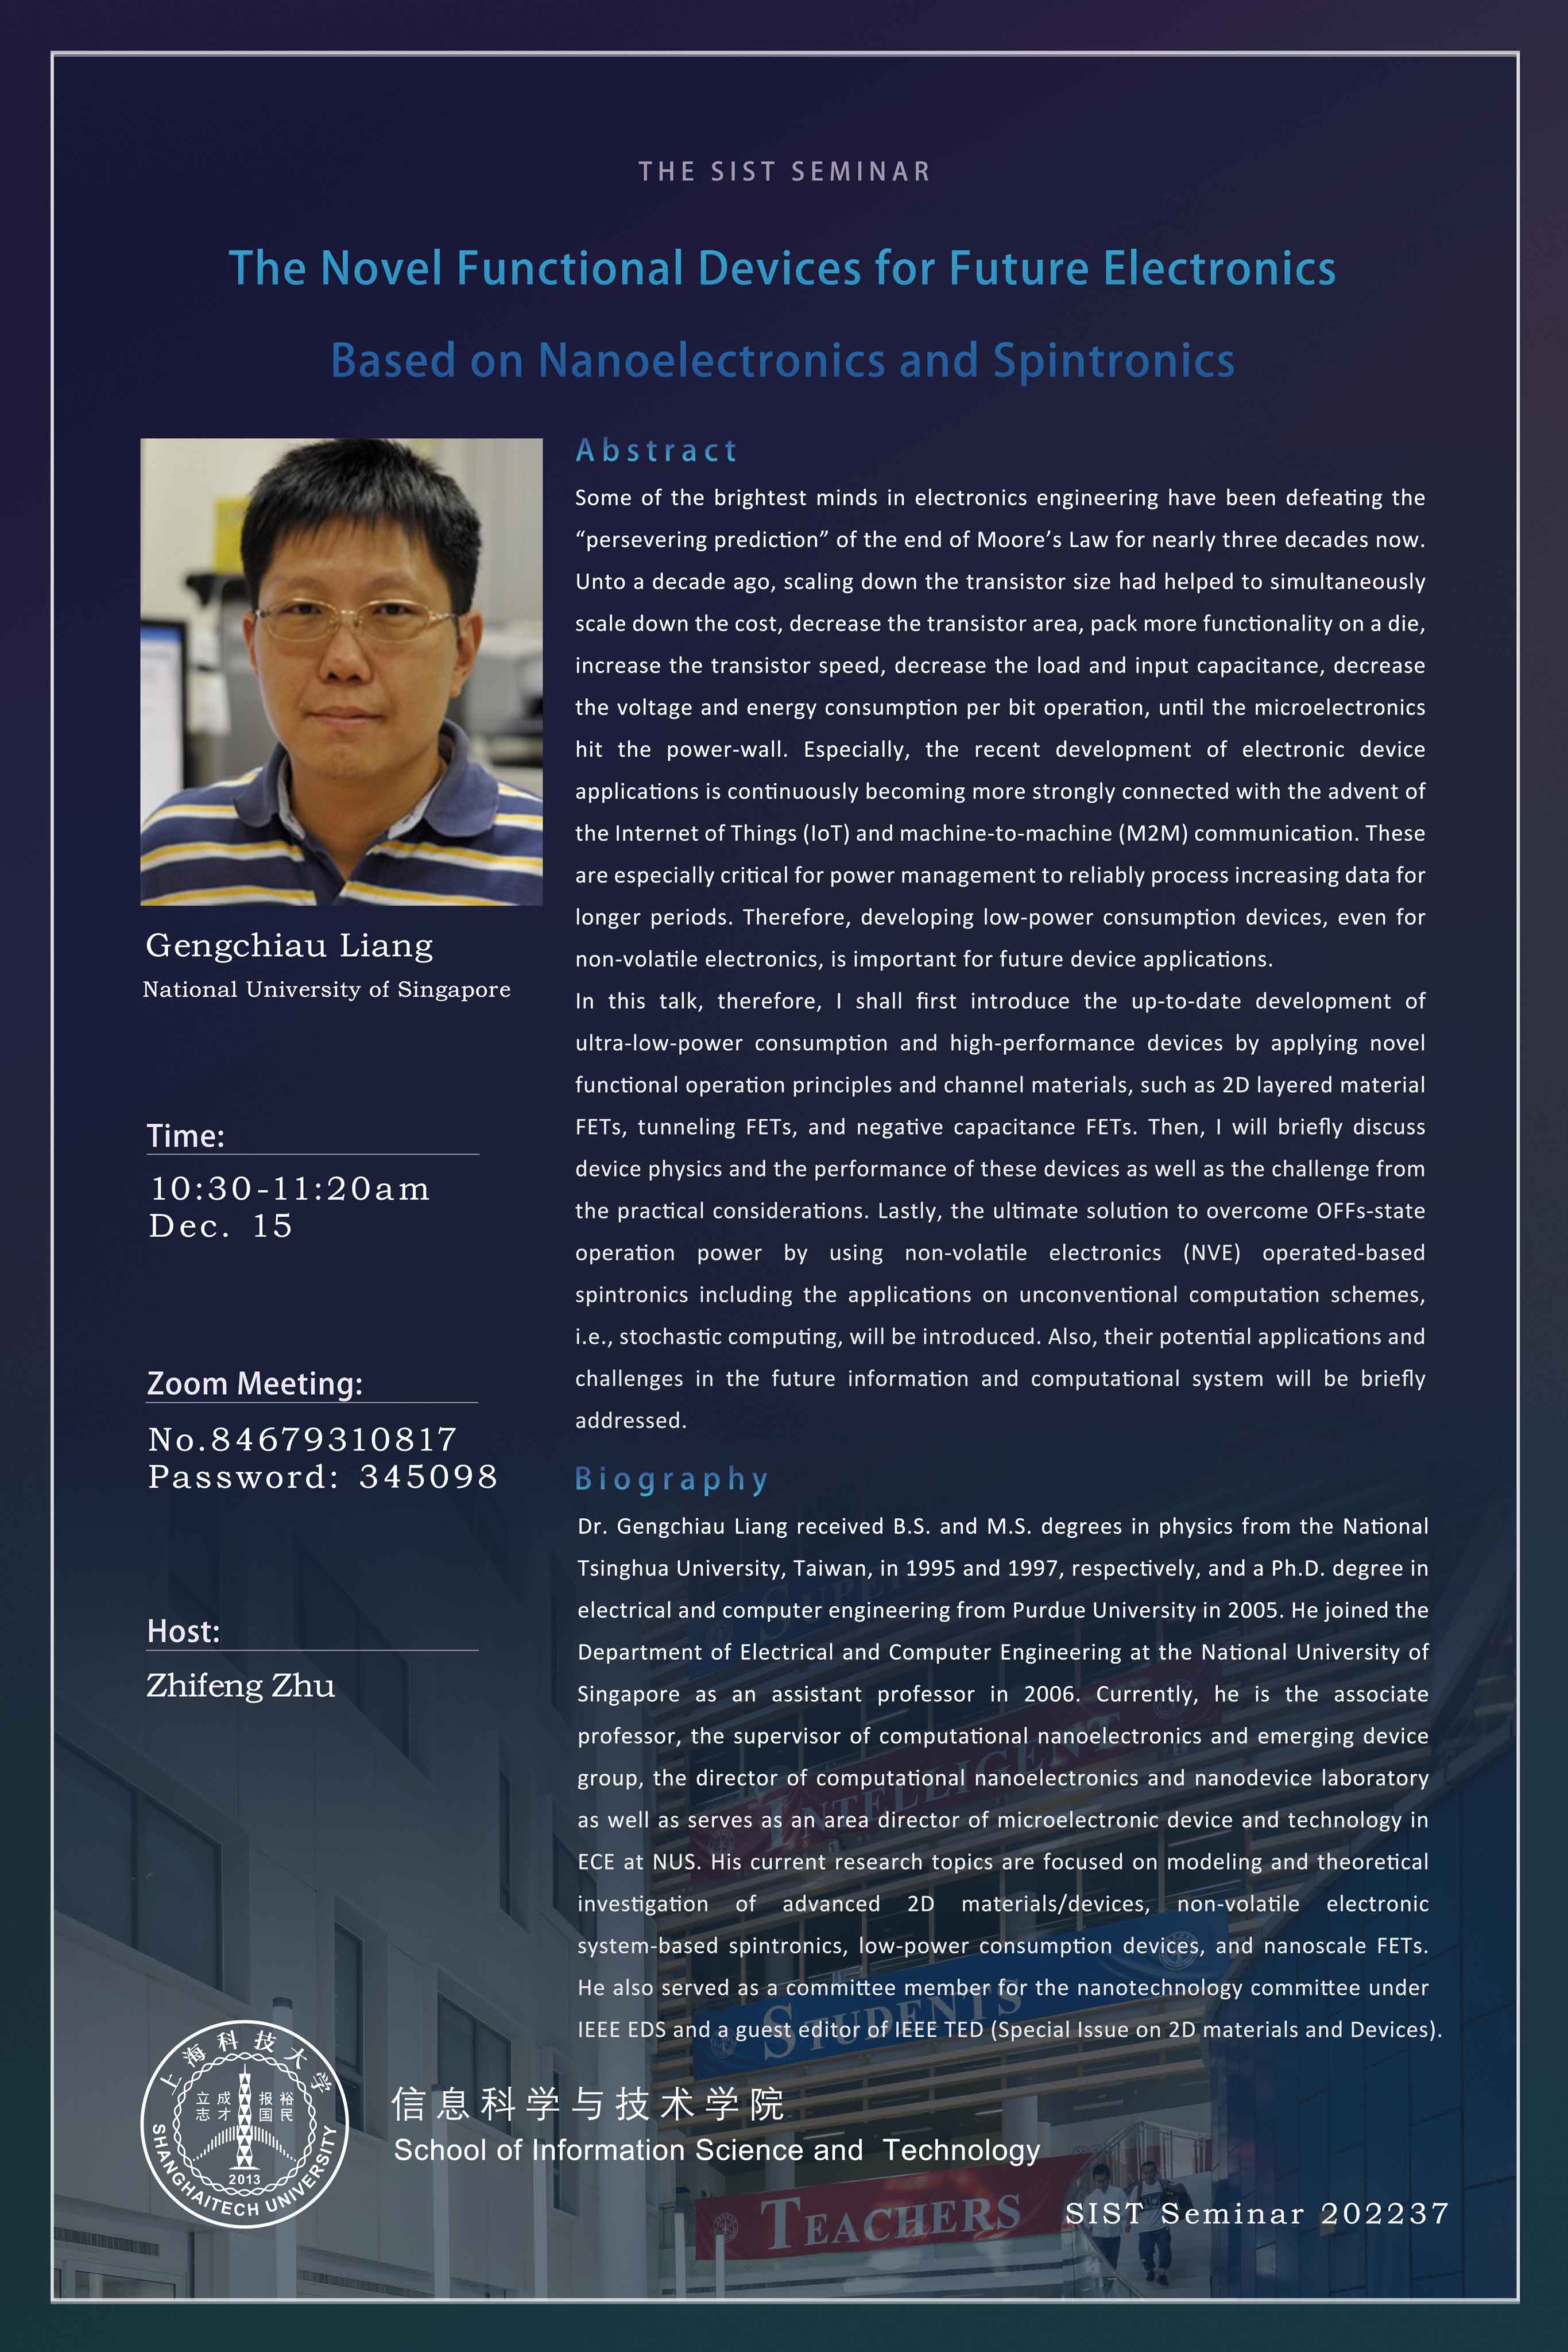 THE SIST SEMINAR
The Novel Functional Devices for Future Electronics
Based on Nanoelectronics and Spintronics
Gengchiau Liang
National University of Singapore
Time:
10:30-11:20am
Dec. 15
Zoom Meeting:
No.84679310817
Password: 345098
Host:
Zhifeng Zhu
Abstract
Some of the brightest minds in electronics engineering have been defeating the
“persevering prediction” of the end of Moore’s Law for nearly three decades now.
Unto a decade ago, scaling down the transistor size had helped to simultaneously
scale down the cost, decrease the transistor area, pack more functionality on a die,
increase the transistor speed, decrease the load and input capacitance, decrease
the voltage and energy consumption per bit operation, until the microelectronics
hit the power-wall. Especially, the recent development of electronic device
applications is continuously becoming more strongly connected with the advent of
the Internet of Things (IoT) and machine-to-machine (M2M) communication. These
are especially critical for power management to reliably process increasing data for
longer periods. Therefore, developing low-power consumption devices, even for
non-volatile electronics, is important for future device applications.
In this talk, therefore, I shall first introduce the up-to-date development of
ultra-low-power consumption and high-performance devices by applying novel
functional operation principles and channel materials, such as 2D layered material
FETs, tunneling FETs, and negative capacitance FETs. Then, I will briefly discuss
device physics and the performance of these devices as well as the challenge from
the practical considerations. Lastly, the ultimate solution to overcome OFFs-state
operation power by using non-volatile electronics (NVE) operated-based
spintronics including the applications on unconventional computation schemes,
i.e., stochastic computing, will be introduced. Also, their potential applications and
challenges in the future information and computational system will be briefly
addressed.
Biography
Dr. Gengchiau Liang received B.S. and M.S. degrees in physics from the National
Tsinghua University, Taiwan, in 1995 and 1997, respectively, and a Ph.D. degree in
electrical and computer engineering from Purdue University in 2005. He joined the
Department of Electrical and Computer Engineering at the National University of
Singapore as an assistant professor in 2006. Currently, he is the associate
professor, the supervisor of computational nanoelectronics and emerging device
group, the director of computational nanoelectronics and nanodevice laboratory
as well as serves as an area director of microelectronic device and technology in
ECE at NUS. His current research topics are focused on modeling and theoretical
investigation of advanced 2D materials/devices, non-volatile electronic
system-based spintronics, low-power consumption devices, and nanoscale FETs.
He also served as a committee member for the nanotechnology committee under
IEEE EDS and a guest editor of IEEE TED (Special Issue on 2D materials and Devices).
INTELLIGENT
STUDENTS
TEACHERS
上海科技大学
立志 成才 报国 裕民
2013
SHANGHAITECH UNIVERSITY
信息科学与技术学院
School of Information Science and Technology
SIST Seminar 202237